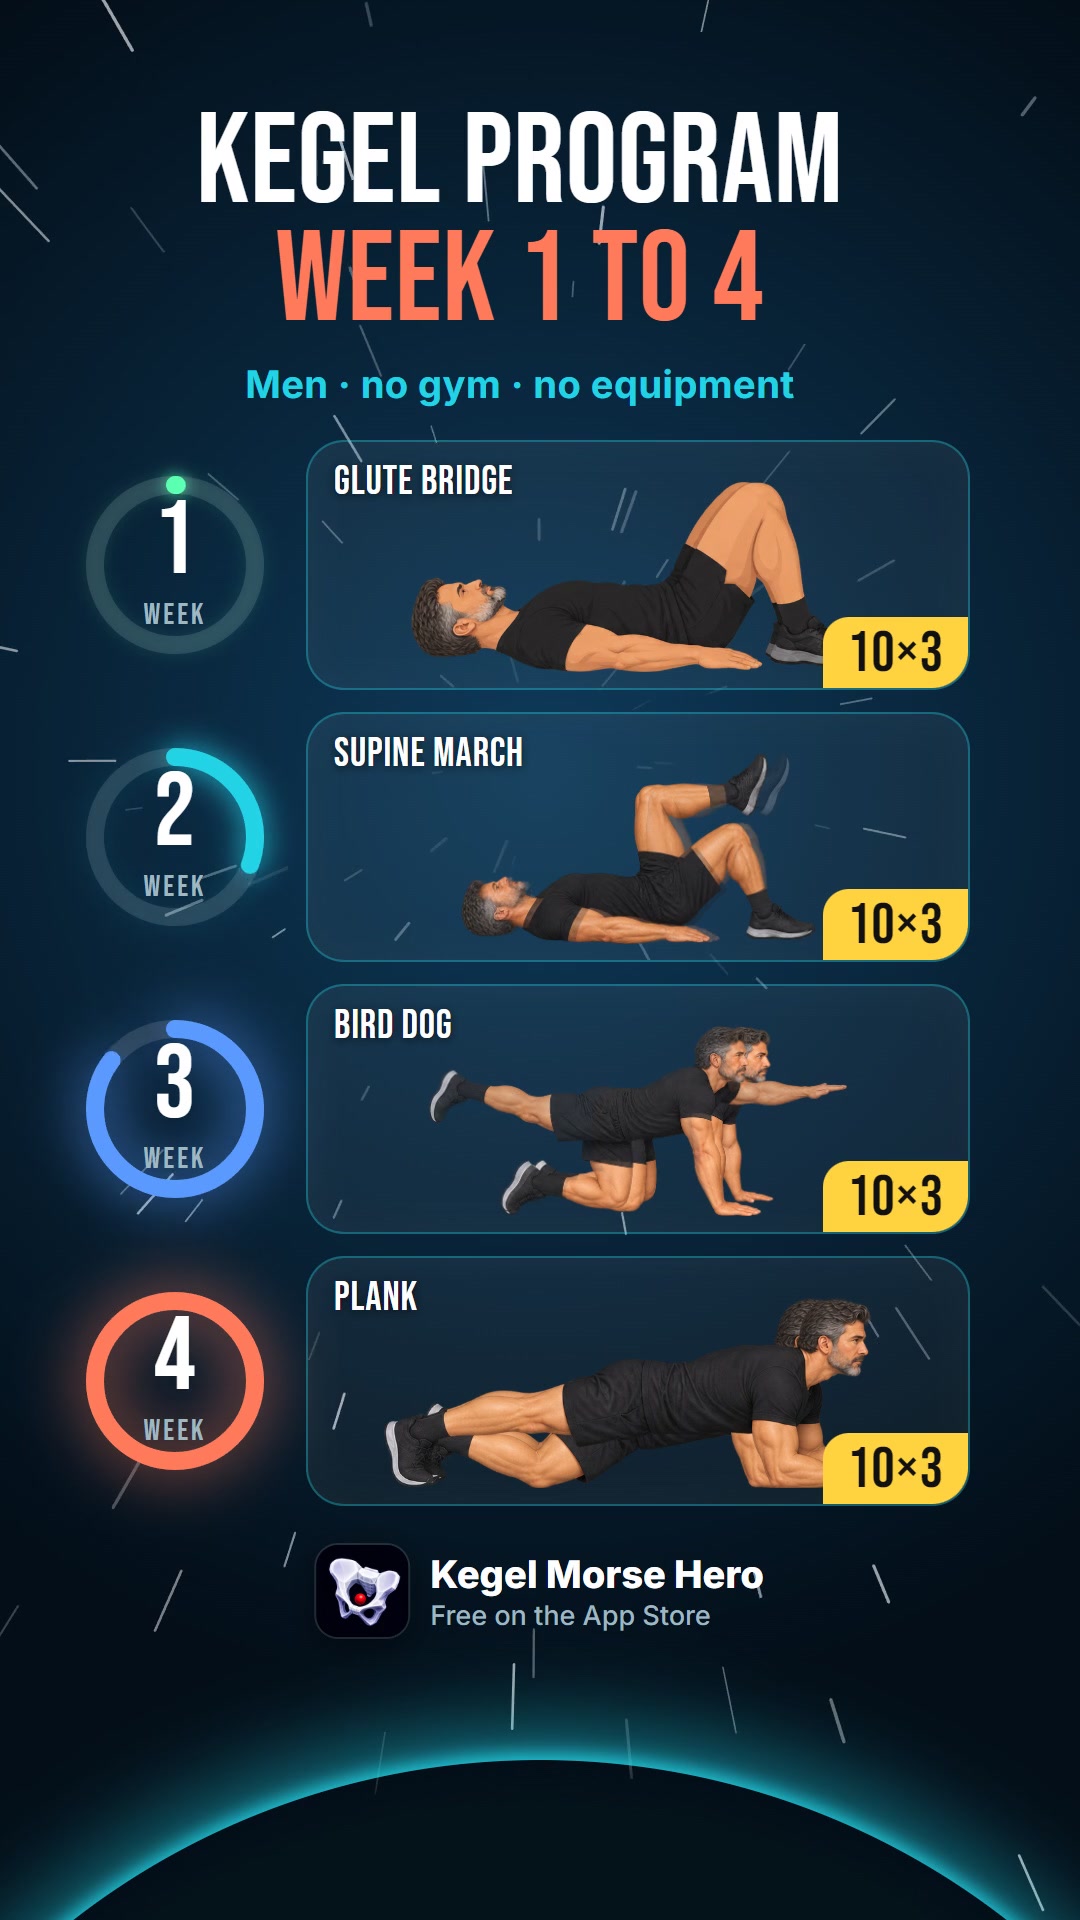 KEGEL PROGRAM
WEEK 1 TO 4
Men · no gym · no equipment
1
WEEK
GLUTE BRIDGE
10×3
2
WEEK
SUPINE MARCH
10×3
3
WEEK
BIRD DOG
10×3
4
WEEK
PLANK
10×3
Kegel Morse Hero
Free on the App Store